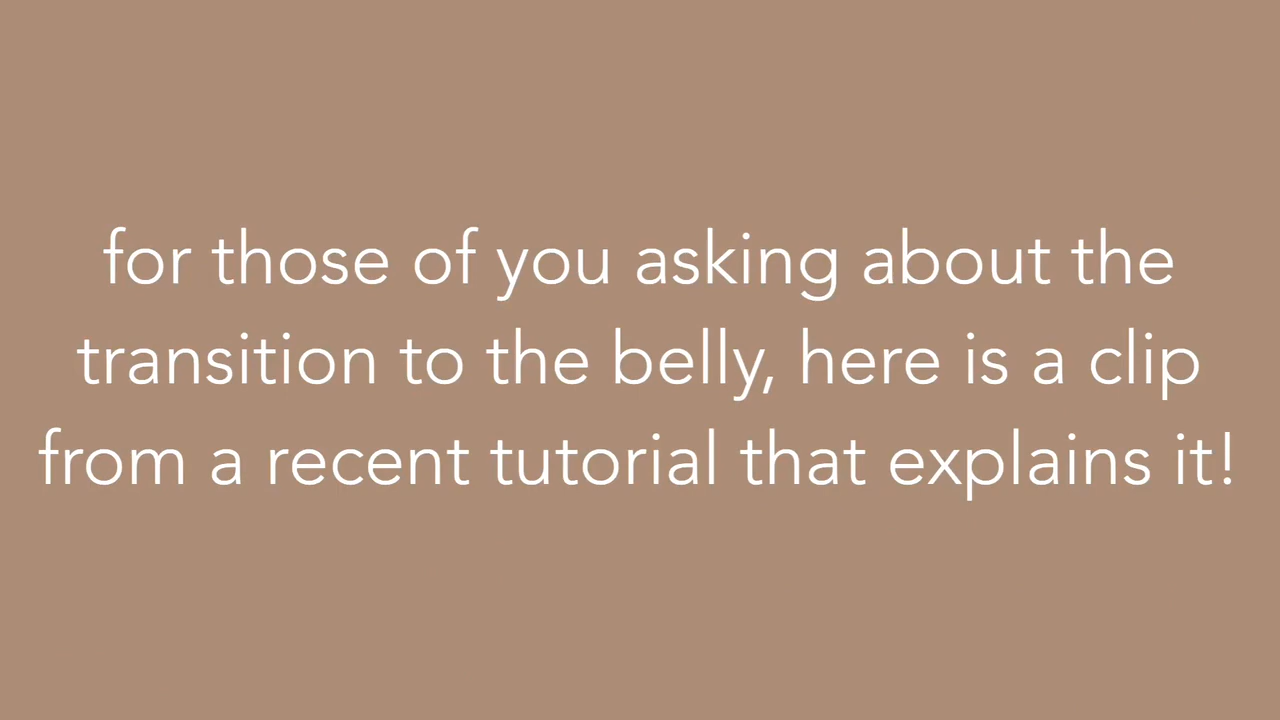 for those of you asking about the
transition to the belly, here is a clip
from a recent tutorial that explains it!